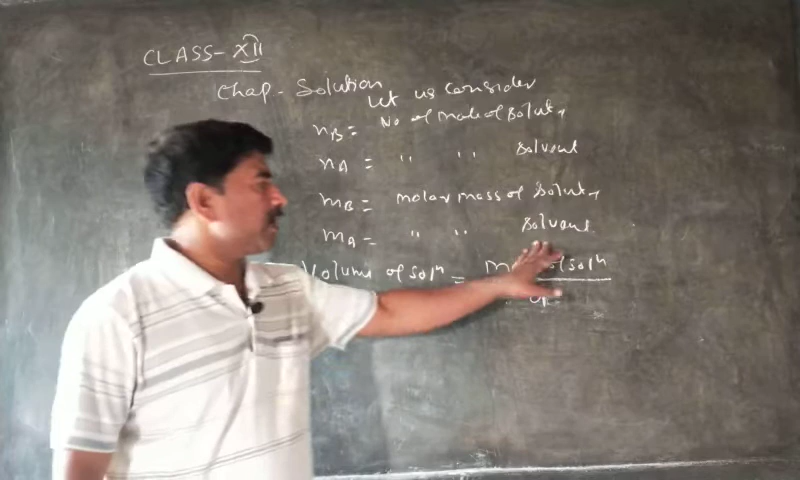 CLASS-XII
Chap - Solution
Let us consider
nB = No of mole of Solute,
nA = " " Solvent
mB = molar mass of Solute,
mA = " " Solvent
Volume of solⁿ = solⁿ